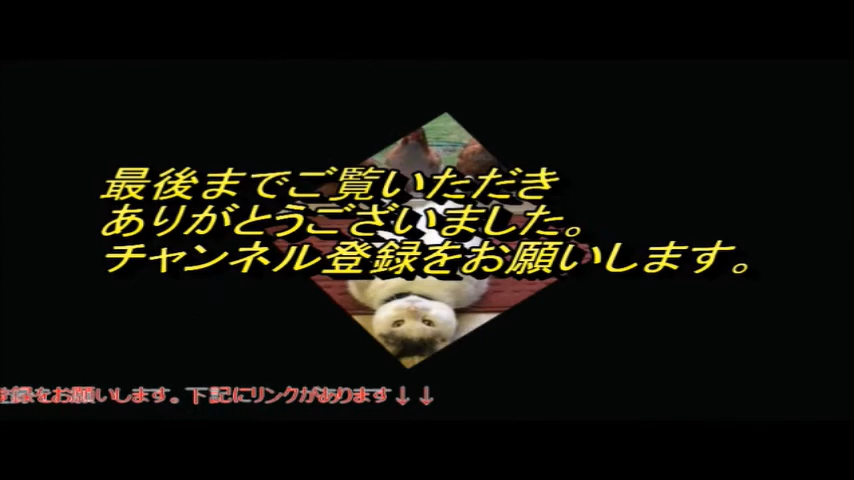 最後までご覧いただき
ありがとうございました。
チャンネル登録をお願いします。
登録をお願いします。下記にリンクがあります↓↓